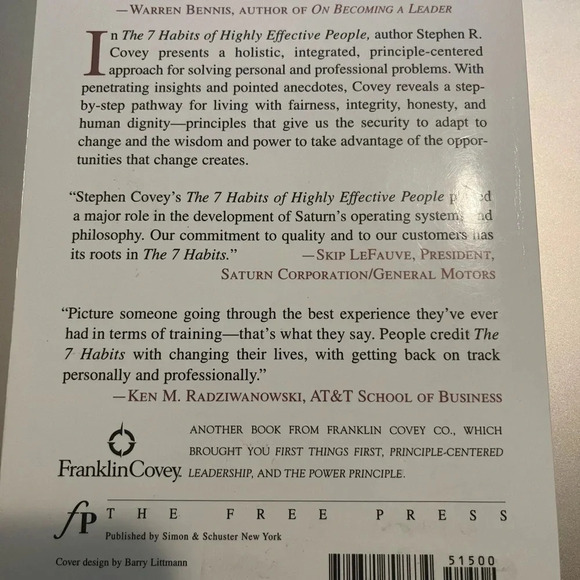 —WARREN BENNIS, AUTHOR OF ON BECOMING A LEADER
In The 7 Habits of Highly Effective People, author Stephen R.
Covey presents a holistic, integrated, principle-centered
approach for solving personal and professional problems. With
penetrating insights and pointed anecdotes, Covey reveals a step-
by-step pathway for living with fairness, integrity, honesty, and
human dignity—principles that give us the security to adapt to
change and the wisdom and power to take advantage of the oppor-
tunities that change creates.
“Stephen Covey’s The 7 Habits of Highly Effective People
a major role in the development of Saturn’s operating system
philosophy. Our commitment to quality and to our customers has
its roots in The 7 Habits.” —SKIP LEFAUVE, PRESIDENT,
SATURN CORPORATION/GENERAL MOTORS
“Picture someone going through the best experience they’ve ever
had in terms of training—that’s what they say. People credit The
7 Habits with changing their lives, with getting back on track
personally and professionally.”
—KEN M. RADZIWANOWSKI, AT&T SCHOOL OF BUSINESS
ANOTHER BOOK FROM FRANKLIN COVEY CO., WHICH
BROUGHT YOU FIRST THINGS FIRST, PRINCIPLE-CENTERED
LEADERSHIP, AND THE POWER PRINCIPLE.
FranklinCovey
fP THE FREE PRESS
Published by Simon & Schuster New York
Cover design by Barry Littmann
51500